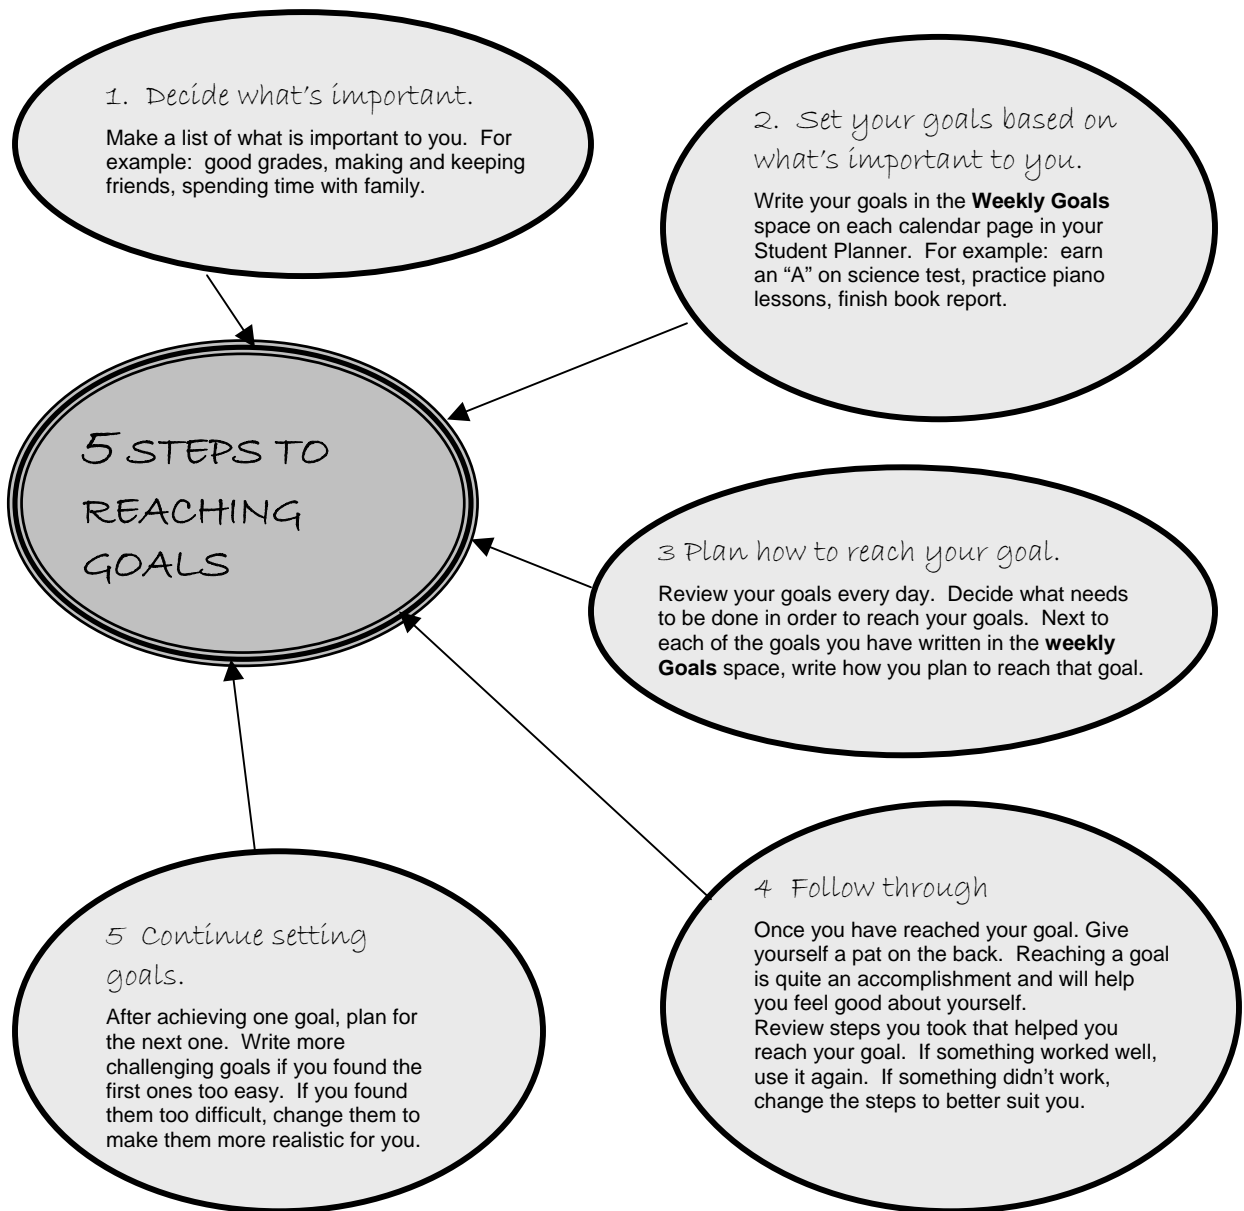 1. Decide what's important.
Make a list of what is important to you. For
example: good grades, making and keeping
friends, spending time with family.
2. Set your goals based on
what's important to you.
Write your goals in the Weekly Goals
space on each calendar page in your
Student Planner. For example: earn
an “A” on science test, practice piano
lessons, finish book report.
5 STEPS TO
REACHING
GOALS
3 Plan how to reach your goal.
Review your goals every day. Decide what needs
to be done in order to reach your goals. Next to
each of the goals you have written in the weekly
Goals space, write how you plan to reach that goal.
4 Follow through
Once you have reached your goal. Give
yourself a pat on the back. Reaching a goal
is quite an accomplishment and will help
you feel good about yourself.
Review steps you took that helped you
reach your goal. If something worked well,
use it again. If something didn’t work,
change the steps to better suit you.
5 Continue setting
goals.
After achieving one goal, plan for
the next one. Write more
challenging goals if you found the
first ones too easy. If you found
them too difficult, change them to
make them more realistic for you.